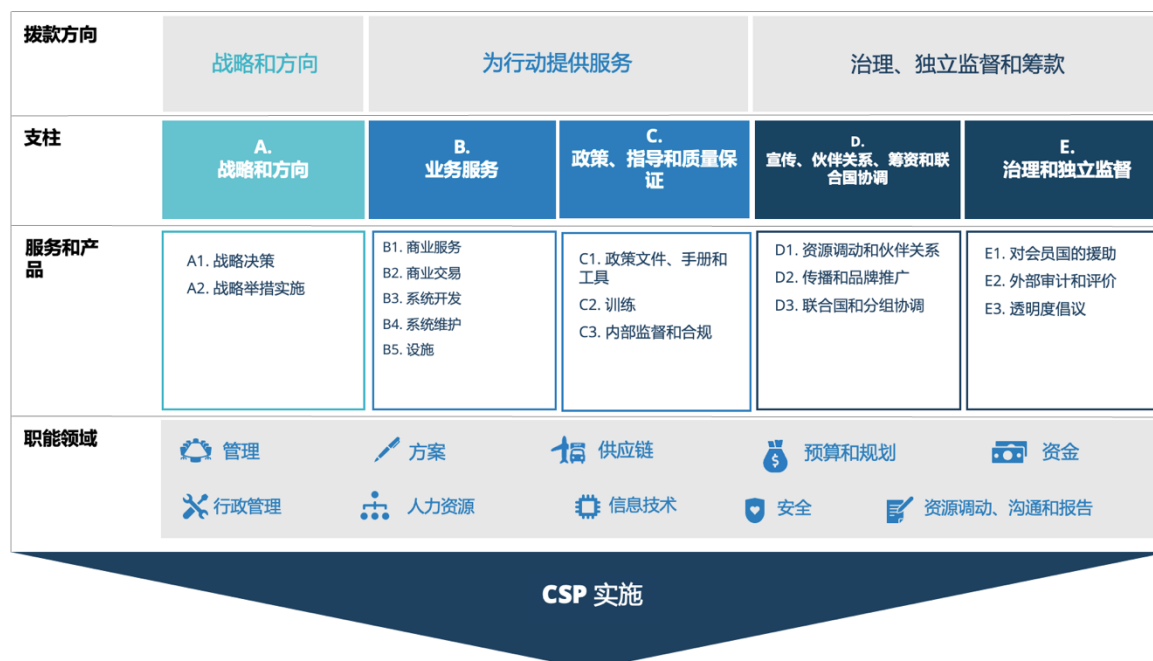 拨款方向
战略和方向
为行动提供服务
治理、独立监督和筹款
支柱
A.
战略和方向
B.
业务服务
C.
政策、指导和质量保
证
D.
宣传、伙伴关系、筹资和联
合国协调
E.
治理和独立监督
服务和产
品
A1. 战略决策
A2. 战略举措实施
B1. 商业服务
B2. 商业交易
B3. 系统开发
B4. 系统维护
B5. 设施
C1. 政策文件、手册和
工具
C2. 训练
C3. 内部监督和合规
D1. 资源调动和伙伴关系
D2. 传播和品牌推广
D3. 联合国和分组协调
E1. 对会员国的援助
E2. 外部审计和评价
E3. 透明度倡议
职能领域
管理
方案
供应链
预算和规划
资金
行政管理
人力资源
信息技术
安全
资源调动、沟通和报告
CSP 实施